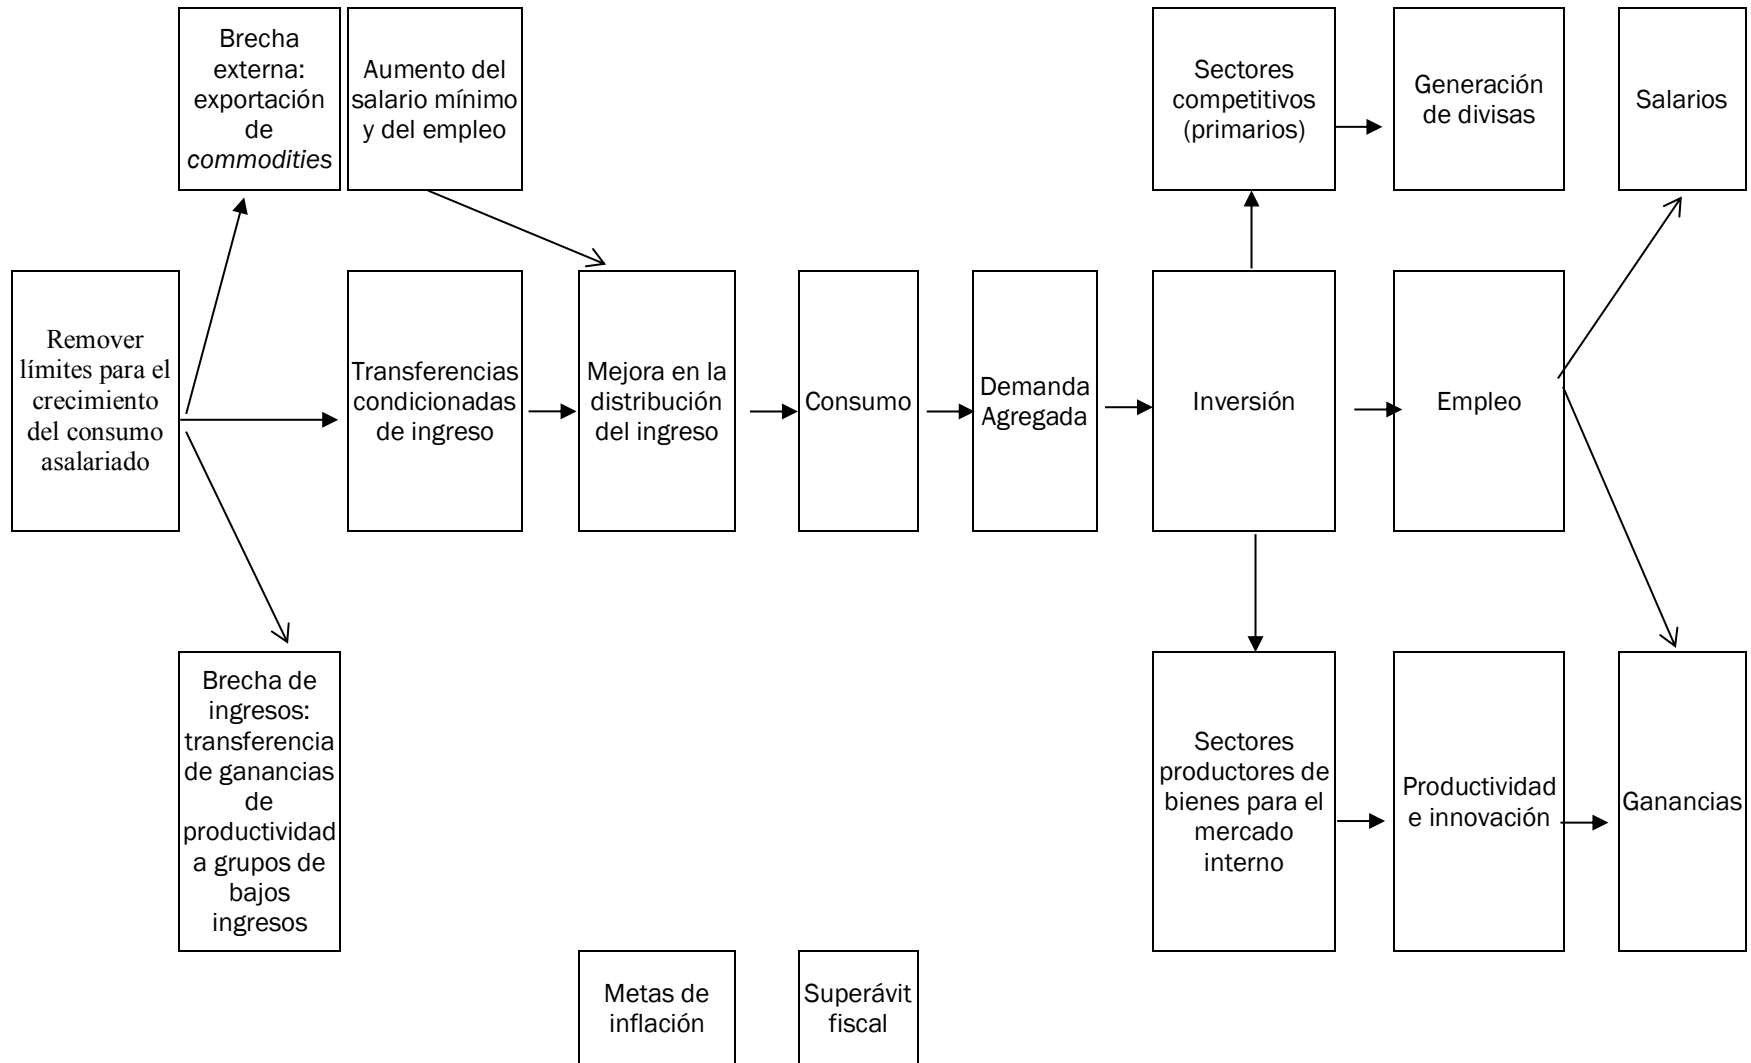 Brecha
externa:
exportación
de
commodities
Aumento del
salario mínimo
y del empleo
Sectores
competitivos
(primarios)
Generación
de divisas
Salarios
Remover
límites para el
crecimiento
del consumo
asalariado
Transferencias
condicionadas
de ingreso
Mejora en la
distribución
del ingreso
Consumo
Demanda
Agregada
Inversión
Empleo
Brecha de
ingresos:
transferencia
de ganancias
de
productividad
a grupos de
bajos
ingresos
Sectores
productores de
bienes para el
mercado
interno
Productividad
e innovación
Ganancias
Metas de
inflación
Superávit
fiscal